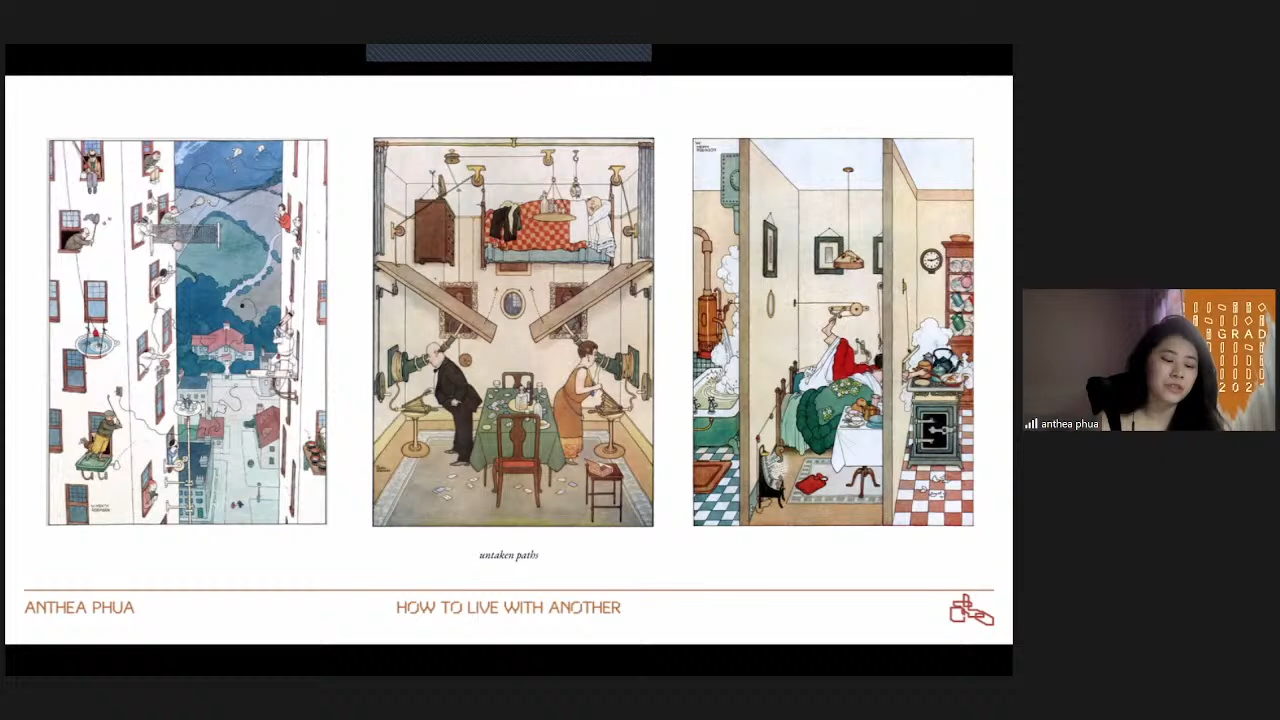 untaken paths
ANTHEA PHUA
HOW TO LIVE WITH ANOTHER
anthea phua